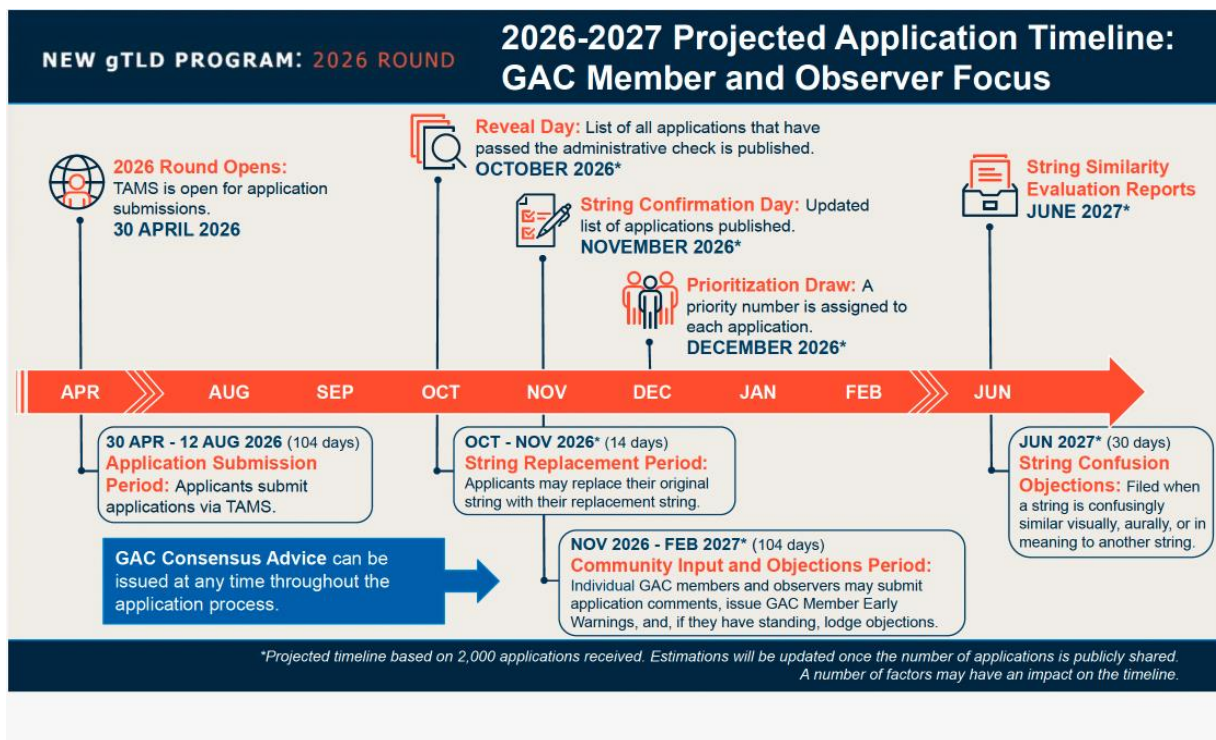 NEW gTLD PROGRAM: 2026 ROUND
2026-2027 Projected Application Timeline:
GAC Member and Observer Focus
2026 Round Opens:
TAMS is open for application
submissions.
30 APRIL 2026
Reveal Day: List of all applications that have
passed the administrative check is published.
OCTOBER 2026*
String Confirmation Day: Updated
list of applications published.
NOVEMBER 2026*
Prioritization Draw: A
priority number is assigned to
each application.
DECEMBER 2026*
String Similarity
Evaluation Reports
JUNE 2027*
APR AUG SEP OCT NOV DEC JAN FEB JUN
30 APR - 12 AUG 2026 (104 days)
Application Submission
Period: Applicants submit
applications via TAMS.
OCT - NOV 2026* (14 days)
String Replacement Period:
Applicants may replace their original
string with their replacement string.
JUN 2027* (30 days)
String Confusion
Objections: Filed when
a string is confusingly
similar visually, aurally, or in
meaning to another string.
GAC Consensus Advice can be
issued at any time throughout the
application process.
NOV 2026 - FEB 2027* (104 days)
Community Input and Objections Period:
Individual GAC members and observers may submit
application comments, issue GAC Member Early
Warnings, and, if they have standing, lodge objections.
*Projected timeline based on 2,000 applications received. Estimations will be updated once the number of applications is publicly shared.
A number of factors may have an impact on the timeline.